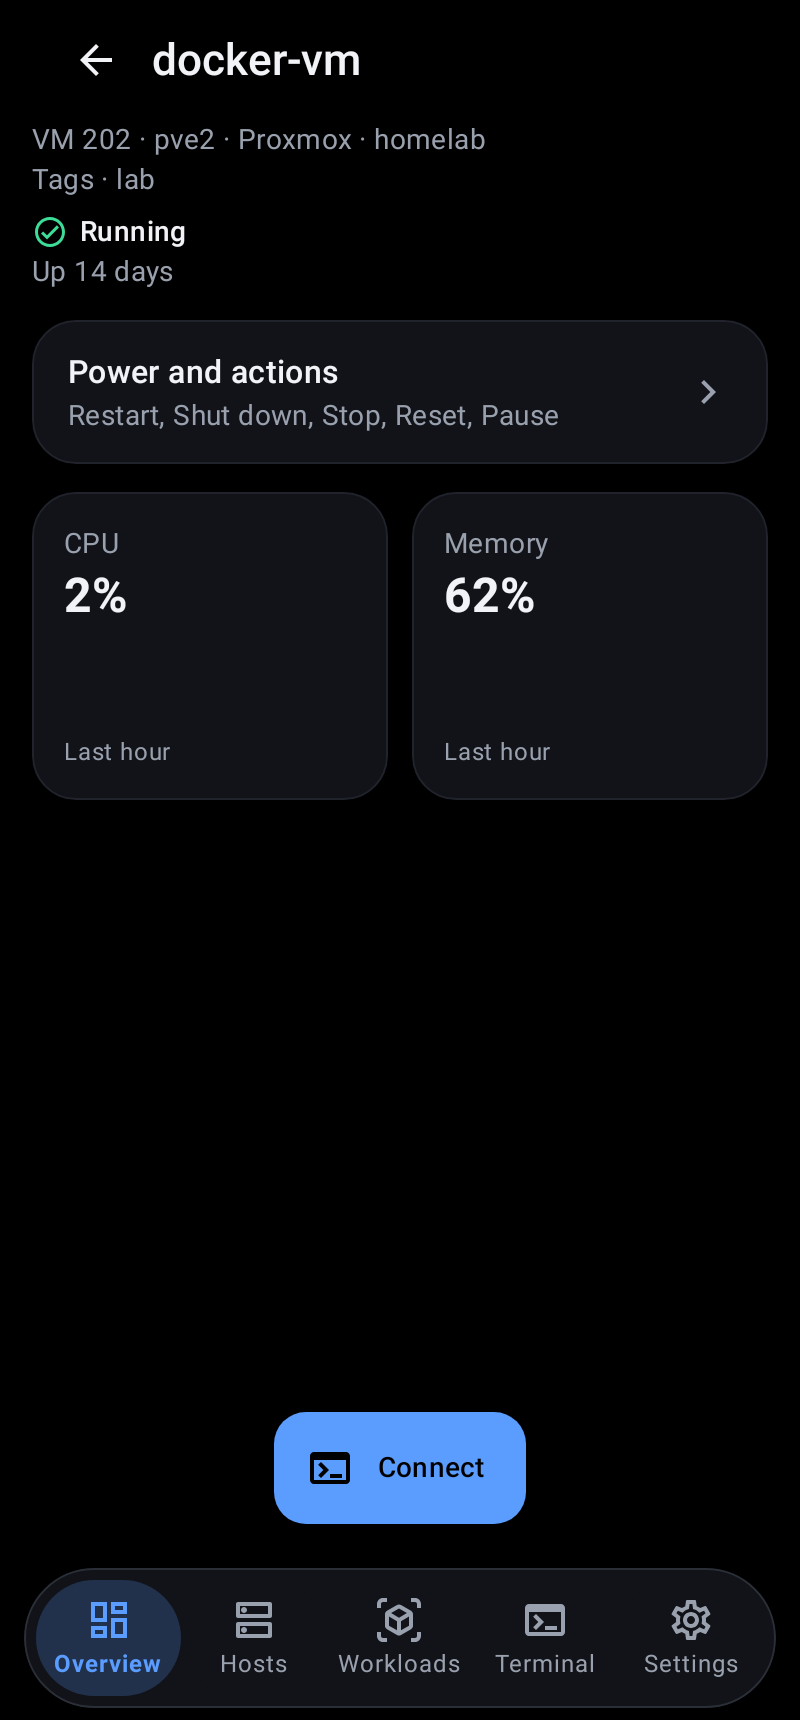 docker-vm
VM 202 · pve2 · Proxmox · homelab
Tags · lab
Running
Up 14 days
Power and actions
Restart, Shut down, Stop, Reset, Pause
CPU
2%
Last hour
Memory
62%
Last hour
Connect
Overview
Hosts
Workloads
Terminal
Settings